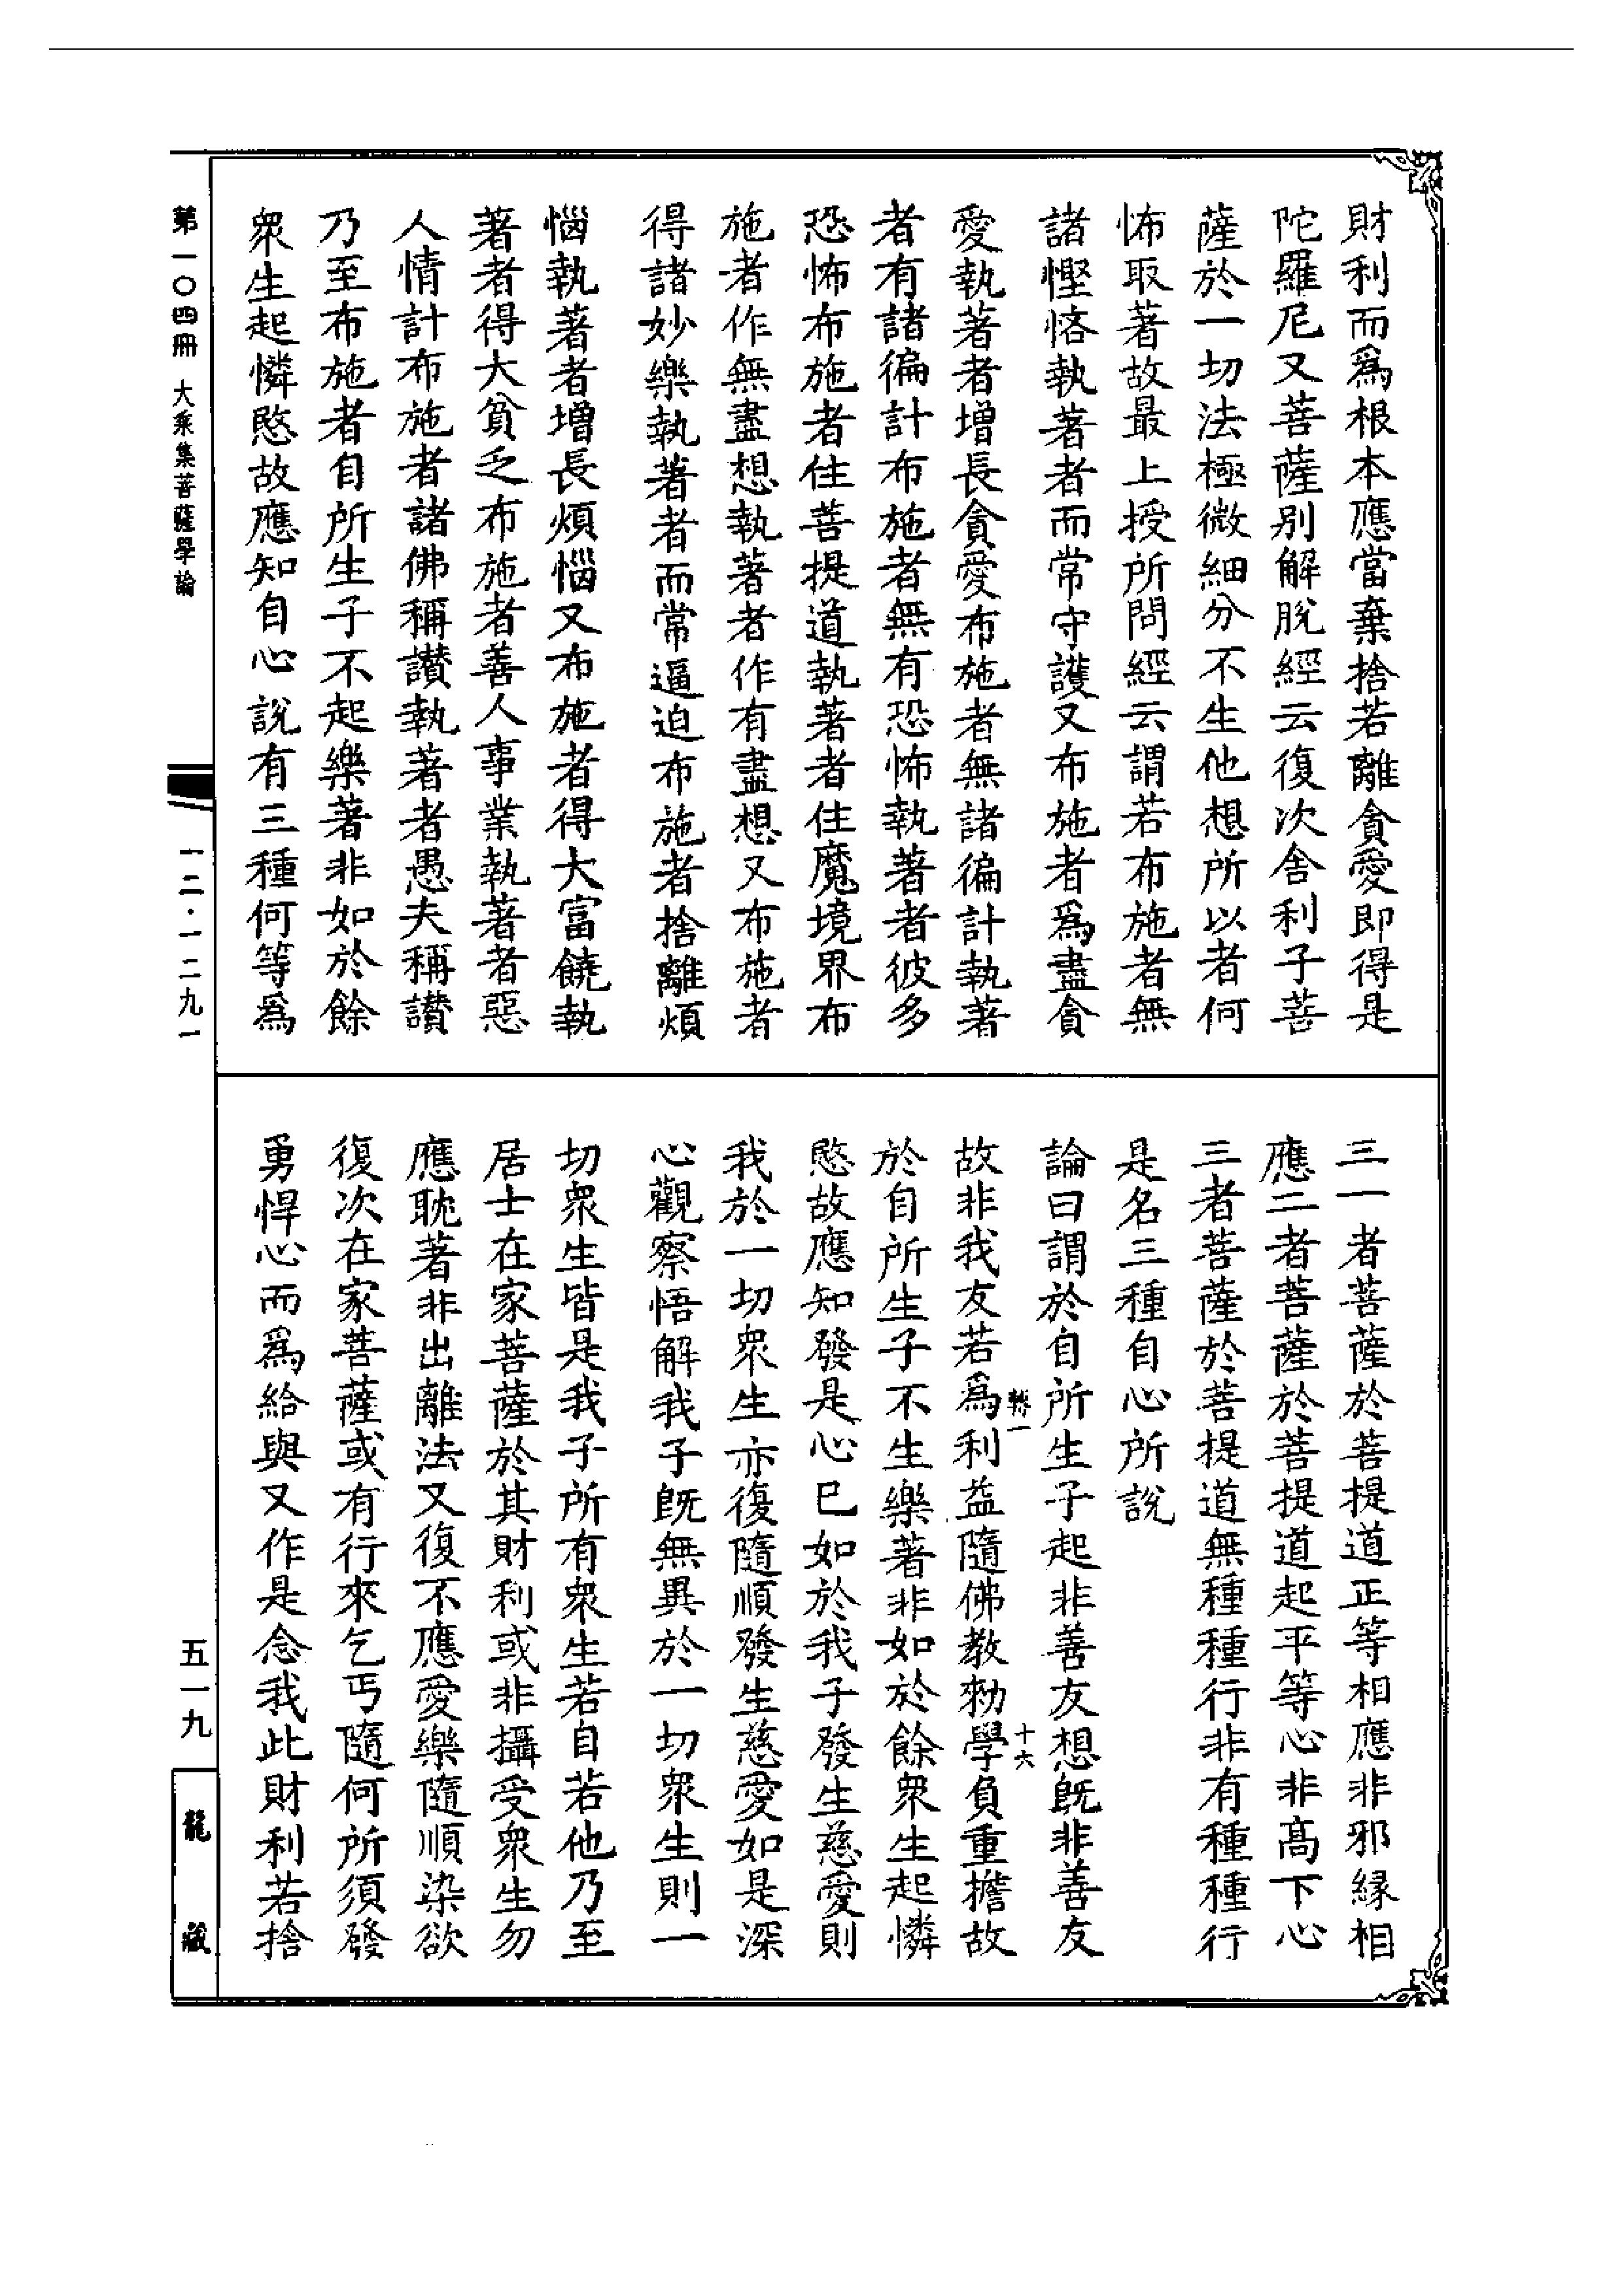 財利而爲根本應當棄捨若離貪愛即得是
陀羅尼又菩薩別解脫經云復次舍利子菩
薩於一切法極微細分不生他想所以者何
怖取著故最上授所問經云謂若布施者無
諸慳悋執著者而常守護又布施者爲盡貪
愛執著者增長貪愛布施者無諸徧計執著
者有諸徧計布施者無有恐怖執著者彼多
恐怖布施者住菩提道執著者住魔境界布
施者作無盡想執著者作有盡想又布施者
得諸妙樂執著者而常逼迫布施者捨離煩
惱執著者增長煩惱又布施者得大富饒執
著者得大貧乏布施者善人事業執著者惡
人情計布施者諸佛稱讚執著者愚夫稱讚
乃至布施者自所生子不起樂著非如於餘
衆生起憐愍故應知自心說有三種何等爲
三一者菩薩於菩提道正等相應非邪緣相
應二者菩薩於菩提道起平等心非高下心
三者菩薩於菩提道無種種行非有種種行
是名三種自心所說
論曰謂於自所生子起非善友想旣非善友
故非我友若爲利益隨佛教勑學負重擔故
於自所生子不生樂著非如於餘衆生起憐
愍故應知發是心已如於我子發生慈愛則
我於一切衆生亦復隨順發生慈愛如是深
心觀察悟解我子旣無異於一切衆生則一
切衆生皆是我子所有衆生若自若他乃至
居士在家菩薩於其財利或非攝受衆生勿
應耽著非出離法又復不應愛樂隨順染欲
復次在家菩薩或有行來乞丐隨何所須發
勇悍心而爲給與又作是念我此財利若捨
第一〇四冊 大乘集菩薩學論
一二·一二九一
五一九
龍藏
十六